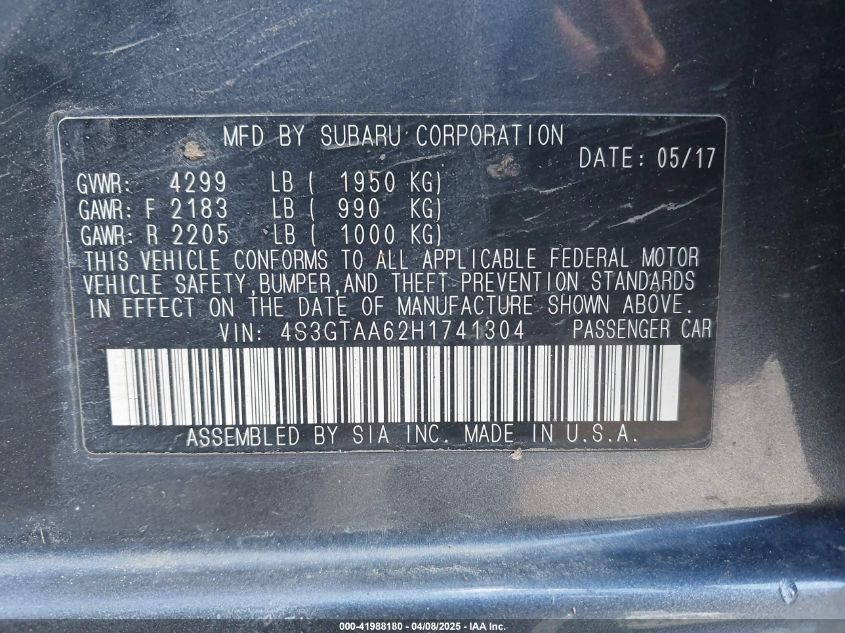 MFD BY SUBARU CORPORATION
DATE: 05/17
GVWR: 4299 LB ( 1950 KG)
GAWR: F 2183 LB ( 990 KG)
GAWR: R 2205 LB ( 1000 KG)
THIS VEHICLE CONFORMS TO ALL APPLICABLE FEDERAL MOTOR
VEHICLE SAFETY, BUMPER, AND THEFT PREVENTION STANDARDS
IN EFFECT ON THE DATE OF MANUFACTURE SHOWN ABOVE.
VIN: 4S3GTAA62H1741304 PASSENGER CAR
ASSEMBLED BY SIA INC. MADE IN U.S.A.
000-41988180 - 04/08/2025 - IAA Inc.